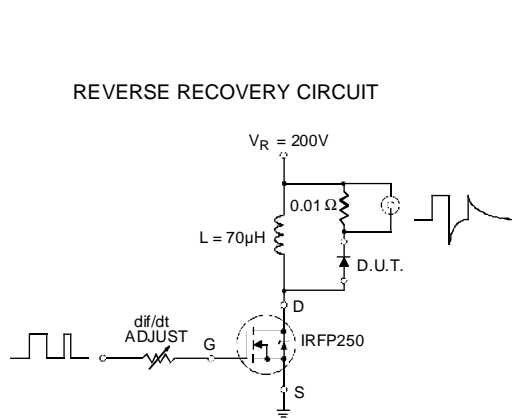 REVERSE RECOVERY CIRCUIT
VR = 200V
0.01 Ω
L = 70µH
D.U.T.
D
dif/dt
ADJUST
G
IRFP250
S